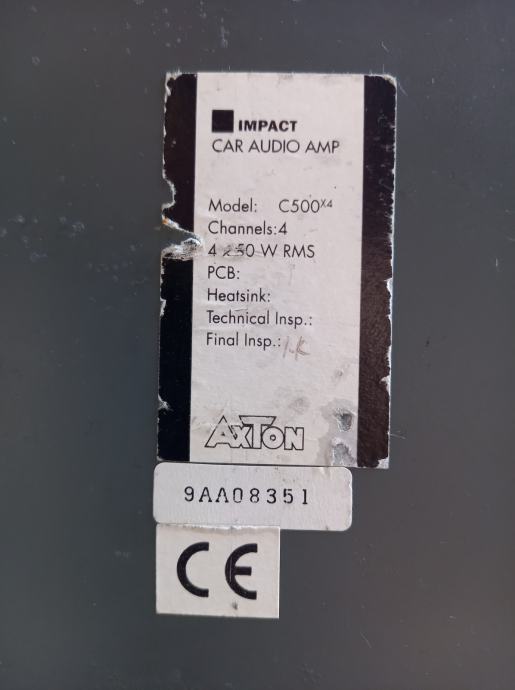 IMPACT
CAR AUDIO AMP
Model: C500X4
Channels:4
4 x 50 W RMS
PCB:
Heatsink:
Technical Insp.:
Final Insp.:
AXTON
9AA08351
CE